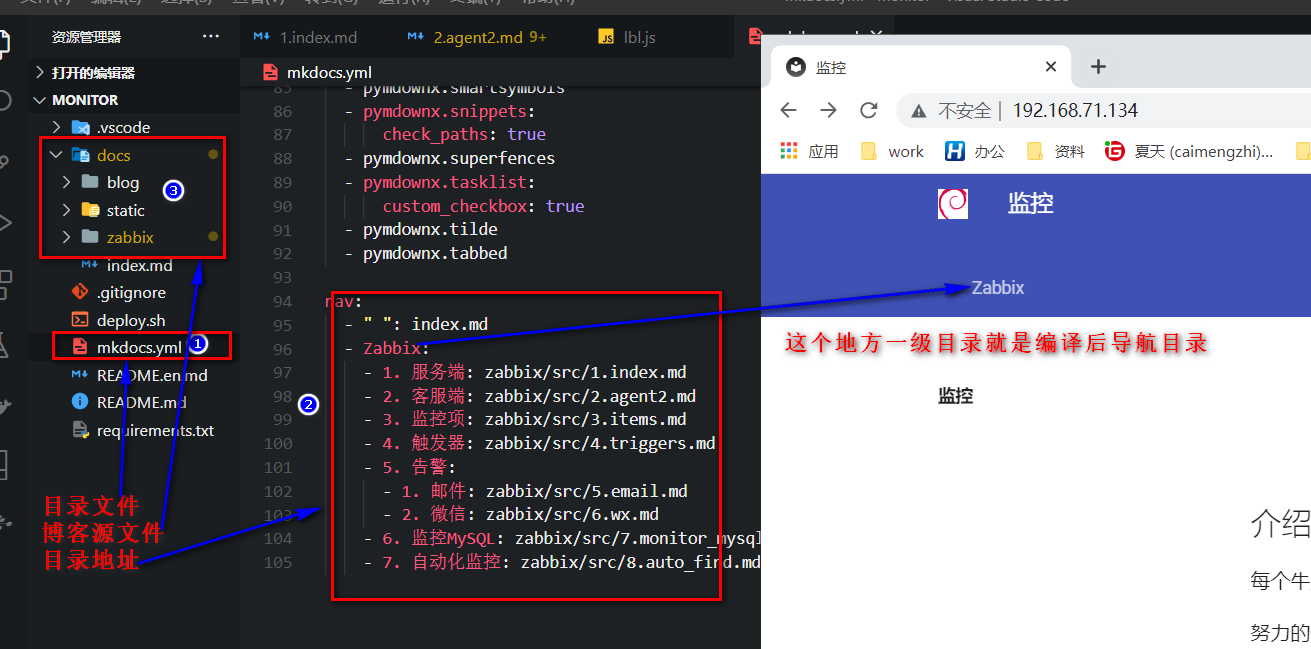 资源管理器
打开的编辑器
MONITOR
.vscode
docs
blog
③
static
zabbix
index.md
.gitignore
deploy.sh
mkdocs.yml
①
README.en.md
README.md
requirements.txt
目录文件
博客源文件
目录地址
1.index.md
2.agent2.md 9+
lbl.js
mkdocs.yml
85 - pymdownx.smartsymbols
86 - pymdownx.snippets:
87 check_paths: true
88 - pymdownx.superfences
89 - pymdownx.tasklist:
90 custom_checkbox: true
91 - pymdownx.tilde
92 - pymdownx.tabbed
93
94 nav:
95 - " ": index.md
96 - Zabbix:
97 - 1. 服务端: zabbix/src/1.index.md
98 - 2. 客服端: zabbix/src/2.agent2.md
②
99 - 3. 监控项: zabbix/src/3.items.md
100 - 4. 触发器: zabbix/src/4.triggers.md
101 - 5. 告警:
102 - 1. 邮件: zabbix/src/5.email.md
103 - 2. 微信: zabbix/src/6.wx.md
104 - 6. 监控MySQL: zabbix/src/7.monitor_mysql
105 - 7. 自动化监控: zabbix/src/8.auto_find.md
监控
不安全 | 192.168.71.134
应用
work
办公
资料
夏天 (caimengzhi)...
监控
Zabbix
这个地方一级目录就是编译后导航目录
监控
介绍
每个牛
努力的